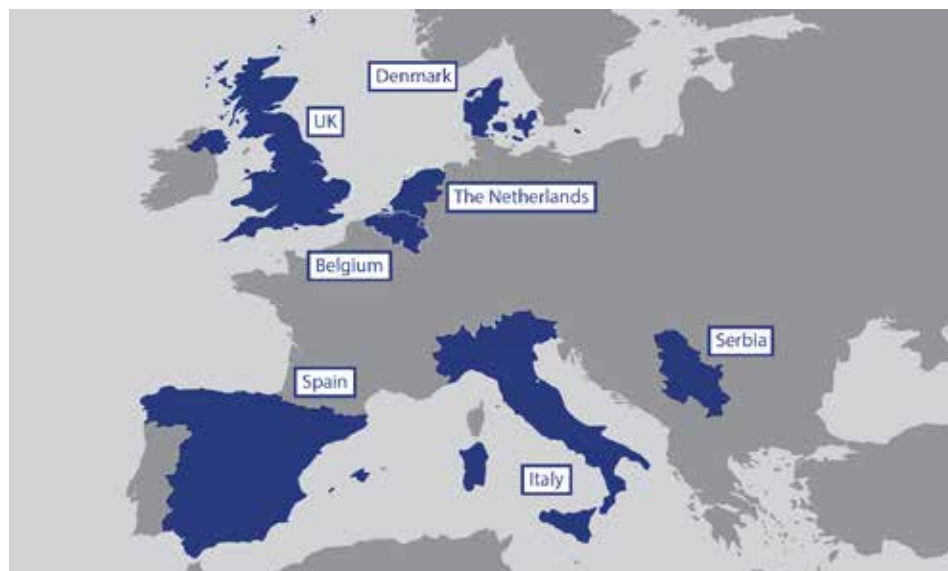 Denmark
UK
The Netherlands
Belgium
Serbia
Spain
Italy